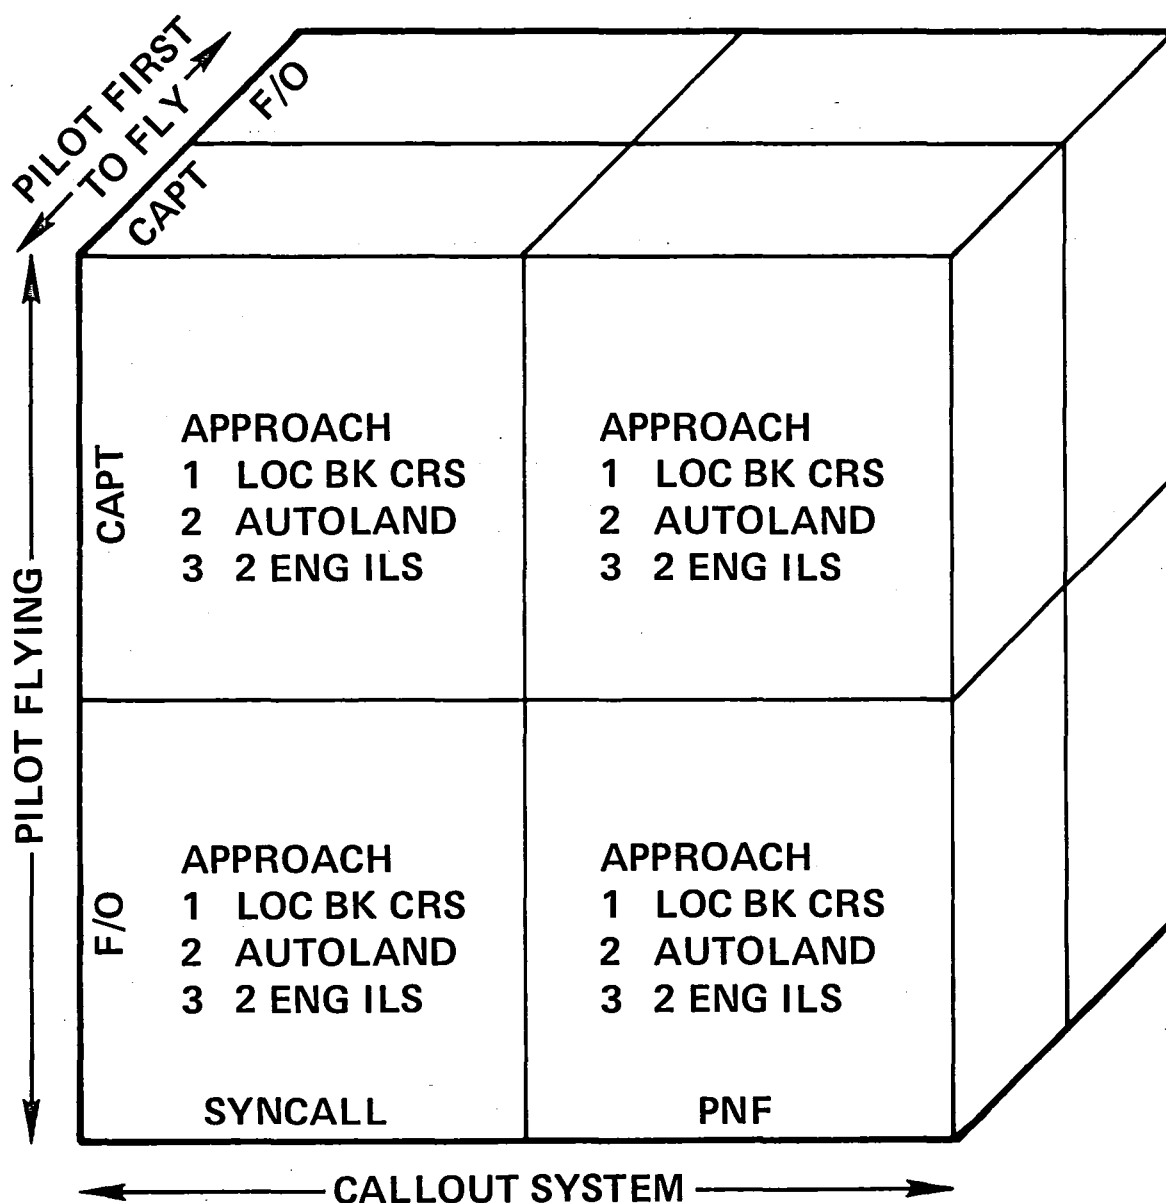 PILOT FIRST
TO FLY
F/O
CAPT
PILOT FLYING
CAPT
APPROACH
1 LOC BK CRS
2 AUTOLAND
3 2 ENG ILS
APPROACH
1 LOC BK CRS
2 AUTOLAND
3 2 ENG ILS
F/O
APPROACH
1 LOC BK CRS
2 AUTOLAND
3 2 ENG ILS
APPROACH
1 LOC BK CRS
2 AUTOLAND
3 2 ENG ILS
SYNCALL
PNF
CALLOUT SYSTEM